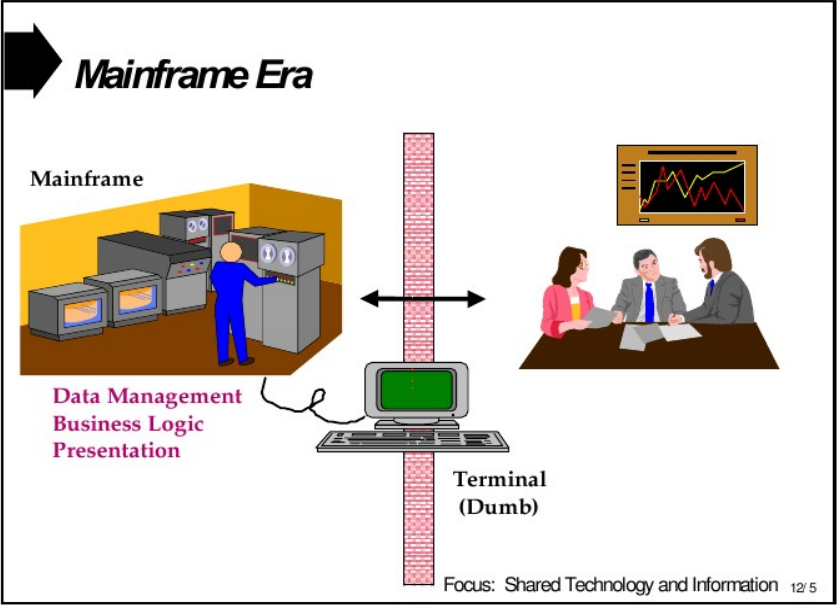 Mainframe Era
Mainframe
Data Management
Business Logic
Presentation
Terminal
(Dumb)
Focus: Shared Technology and Information 12/5